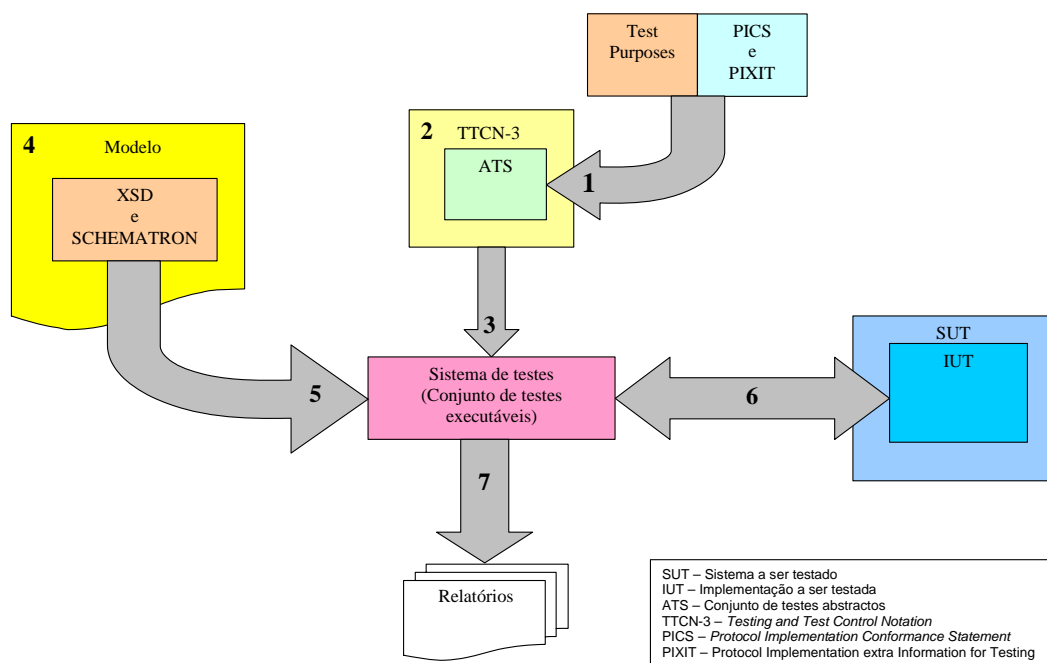 Test
Purposes
PICS
e
PIXIT
2
TTCN-3
ATS
1
4
Modelo
XSD
e
SCHEMATRON
3
SUT
IUT
Sistema de testes
(Conjunto de testes
executáveis)
5
6
7
Relatórios
SUT – Sistema a ser testado
IUT – Implementação a ser testada
ATS – Conjunto de testes abstractos
TTCN-3 – Testing and Test Control Notation
PICS – Protocol Implementation Conformance Statement
PIXIT – Protocol Implementation extra Information for Testing